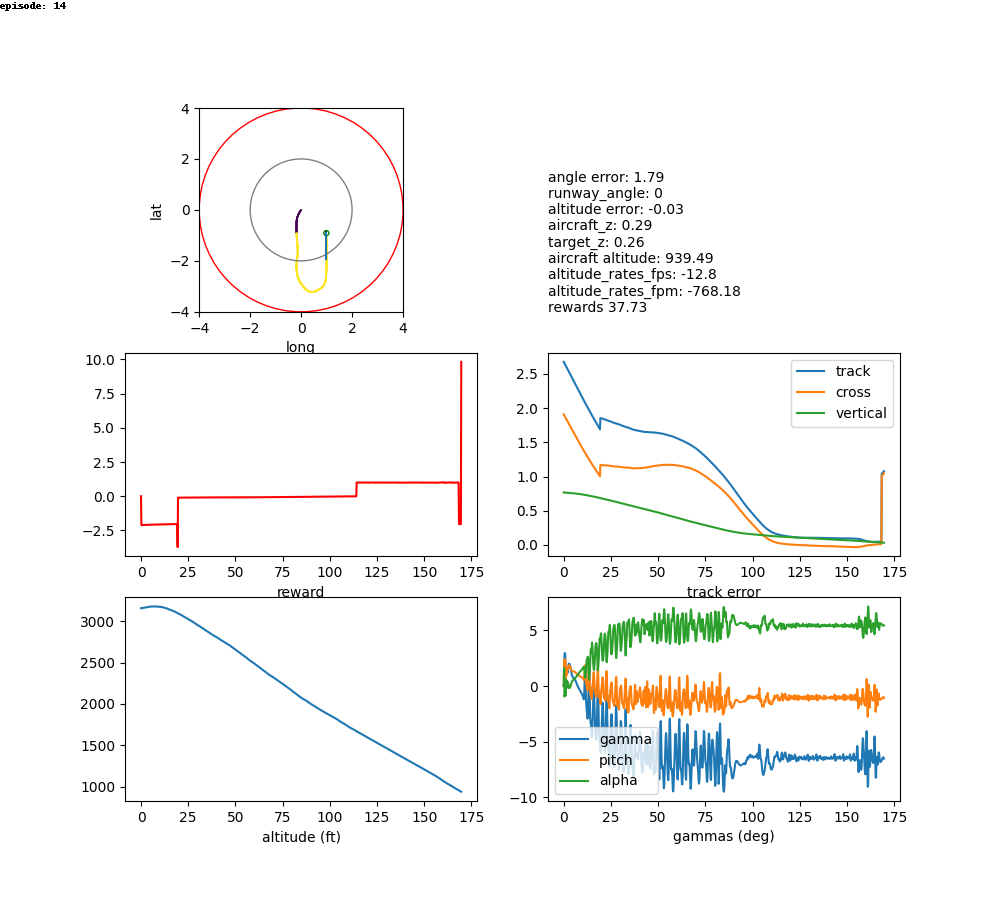 episode: 14
4
2
0
−2
−4
lat
−4
−2
0
2
4
long
angle error: 1.79
runway_angle: 0
altitude error: -0.03
aircraft_z: 0.29
target_z: 0.26
aircraft altitude: 939.49
altitude_rates_fps: -12.8
altitude_rates_fpm: -768.18
rewards 37.73
10.0
7.5
5.0
2.5
0.0
−2.5
0
25
50
75
100
125
150
175
reward
2.5
2.0
1.5
1.0
0.5
0.0
track
cross
vertical
0
25
50
75
100
125
150
175
track error
3000
2500
2000
1500
1000
0
25
50
75
100
125
150
175
altitude (ft)
5
0
−5
−10
gamma
pitch
alpha
0
25
50
75
100
125
150
175
gammas (deg)